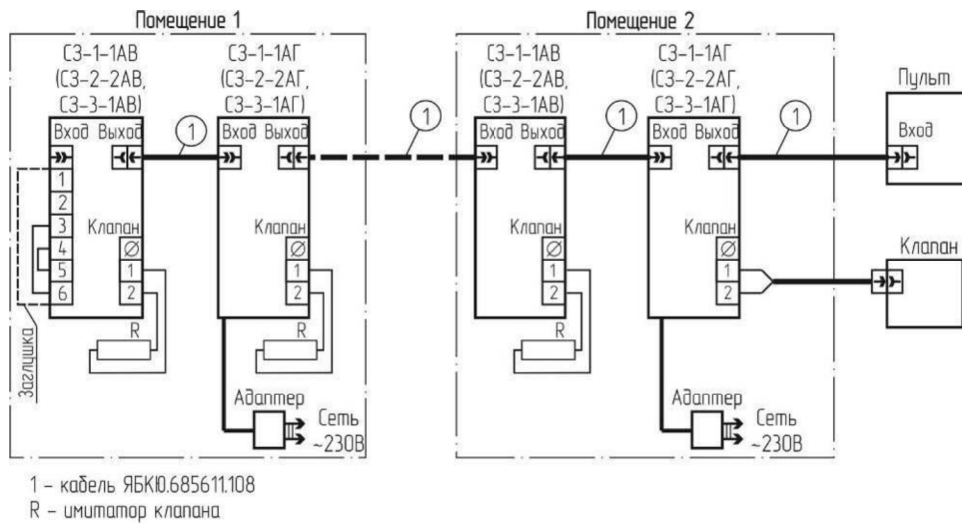 Помещение 1
Помещение 2
СЗ-1-1АВ
(СЗ-2-2АВ,
СЗ-3-1АВ)
СЗ-1-1АГ
(СЗ-2-2АГ,
СЗ-3-1АГ)
СЗ-1-1АВ
(СЗ-2-2АВ,
СЗ-3-1АВ)
СЗ-1-1АГ
(СЗ-2-2АГ,
СЗ-3-1АГ)
Пульт
Вход Выход
1
Вход Выход
1
Вход Выход
1
Вход Выход
1
Вход
1
2
3
4
5
6
Клапан
1
2
Клапан
1
2
Клапан
1
2
Клапан
1
2
Клапан
R
R
R
Заглушка
Адаптер
Сеть
~230В
Адаптер
Сеть
~230В
1 – кабель ЯБКЮ.685611.108
R – имитатор клапана